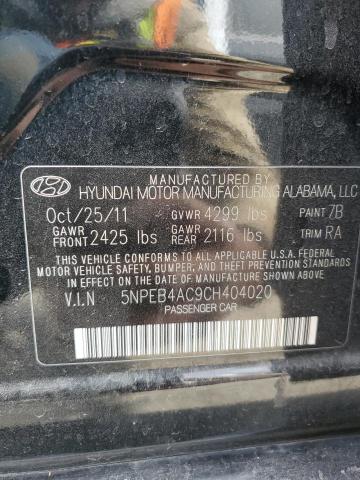 MANUFACTURED BY
HYUNDAI MOTOR MANUFACTURING ALABAMA, LLC
Oct/25/11 GVWR 4299 lbs PAINT 7B
GAWR FRONT 2425 lbs GAWR REAR 2116 lbs TRIM RA
THIS VEHICLE CONFORMS TO ALL APPLICABLE FEDERAL
MOTOR VEHICLE SAFETY, BUMPER, AND THEFT PREVENTION STANDARDS
IN EFFECT ON THE DATE OF MANUFACTURE SHOWN ABOVE.
V.I.N 5NPEB4AC9CH404020
PASSENGER CAR